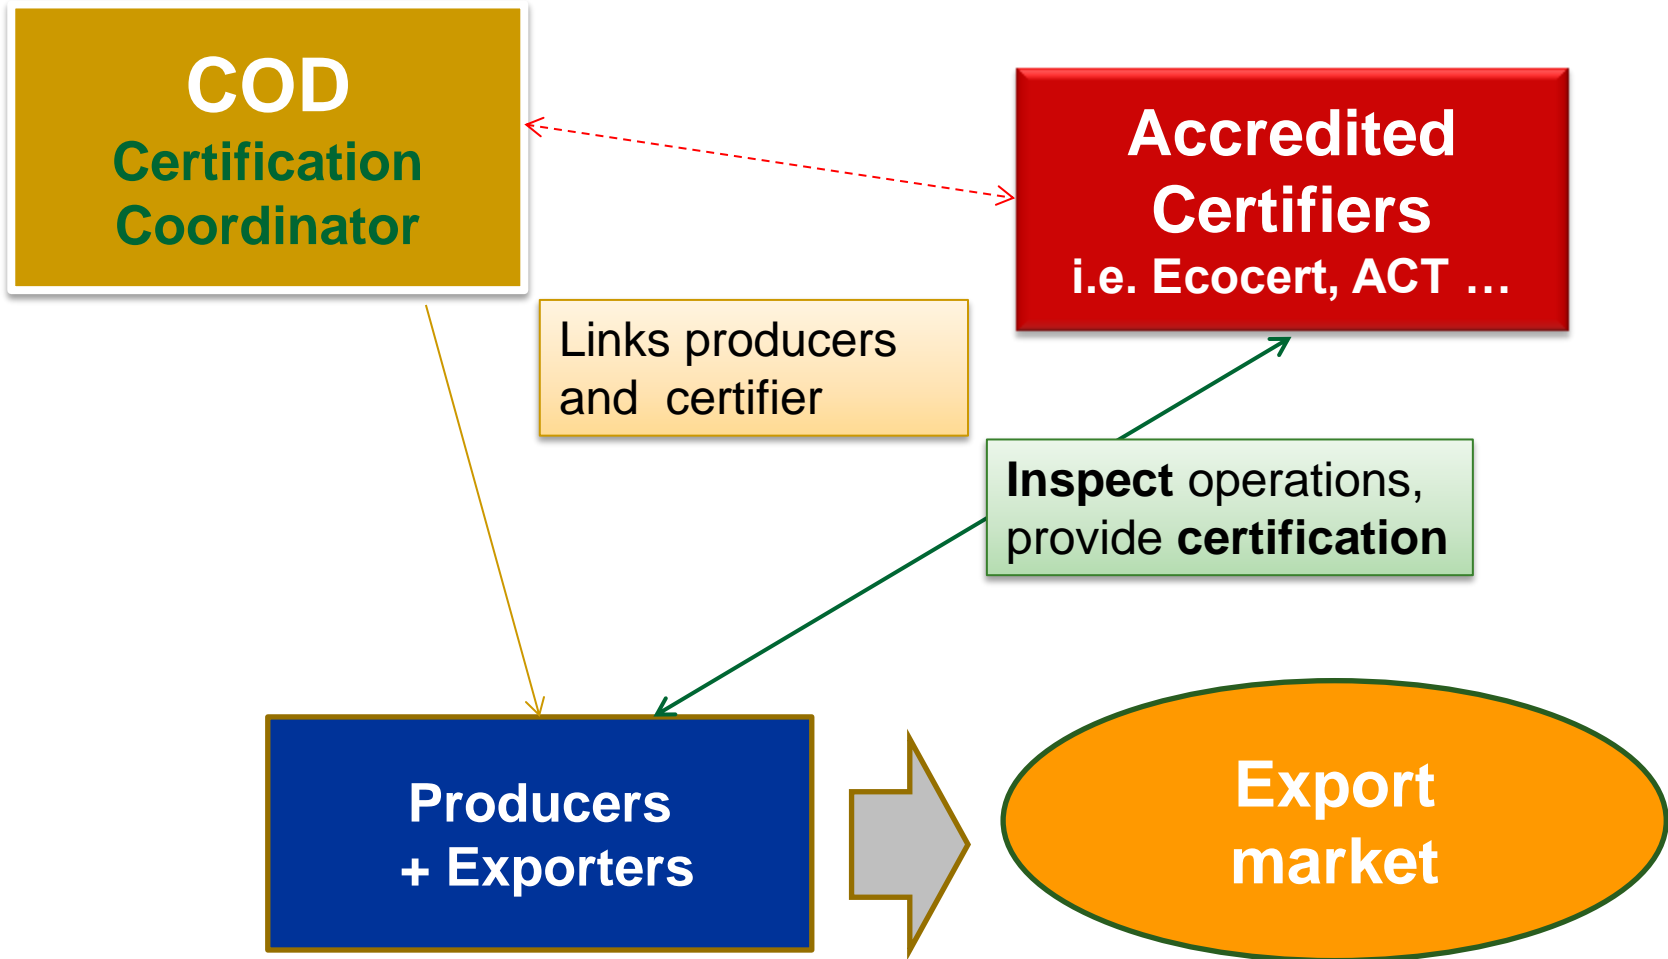 COD
Certification
Coordinator
Accredited
Certifiers
i.e. Ecocert, ACT …
Links producers
and certifier
Inspect operations,
provide certification
Producers
+ Exporters
Export
market